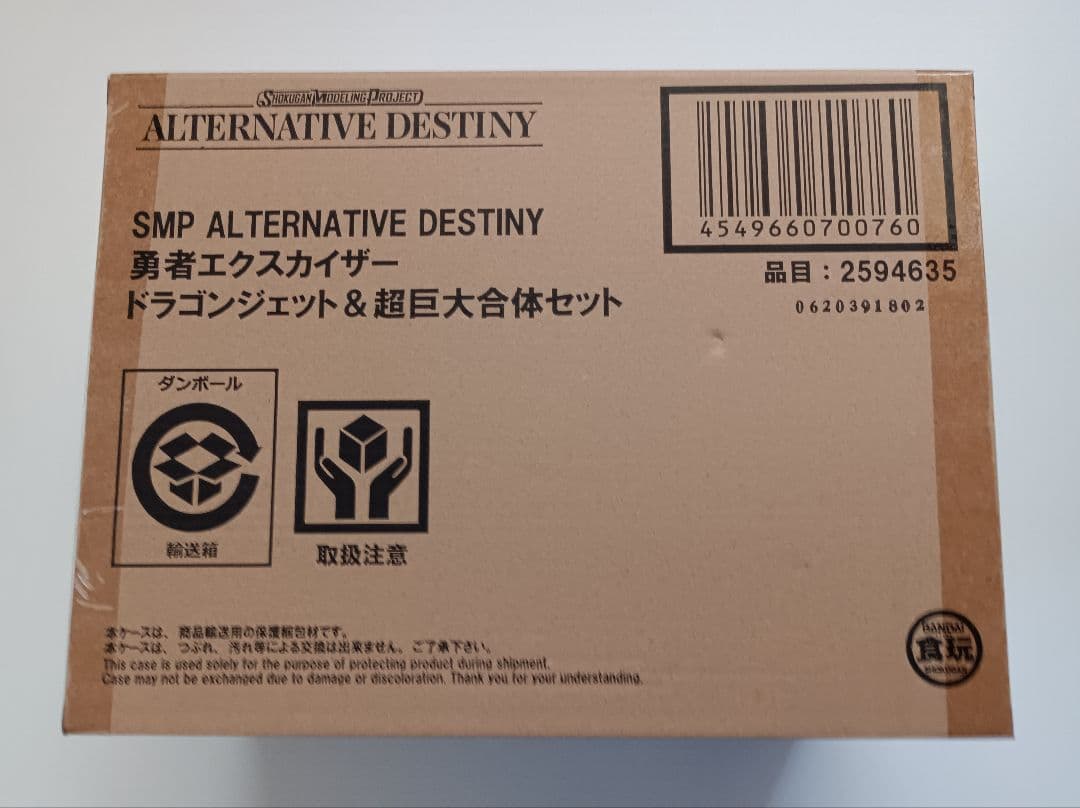 SHOKUGAN MODELING PROJECT
ALTERNATIVE DESTINY
4549660700760
SMP ALTERNATIVE DESTINY
勇者エクスカイザー
ドラゴンジェット&超巨大合体セット
品目:2594635
0620391802
ダンボール
輸送箱
取扱注意
本ケースは、商品輸送用の保護梱包材です。
本ケースは、つぶれ、汚れ等による交換は出来ません。ご了承下さい。
This case is used solely for the purpose of protecting product during shipment.
Case may not be exchanged due to damage or discoloration. Thank you for your understanding.
BANDAI
食玩
SHOKUGAN